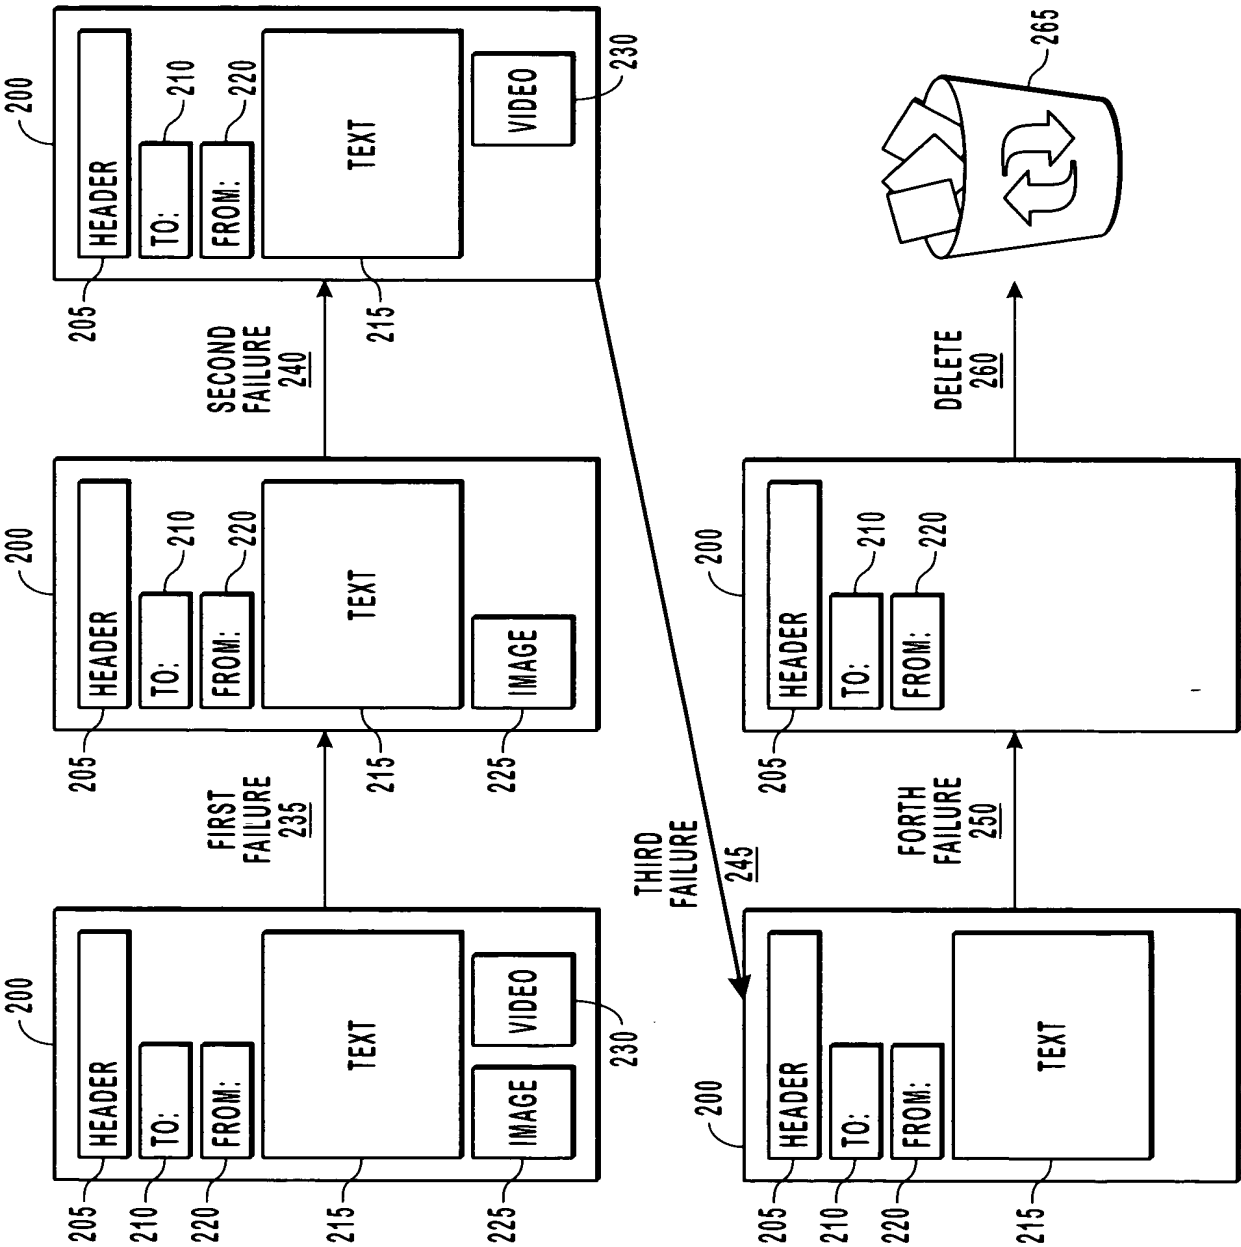 200
HEADER
205
TO:
210
FROM:
220
TEXT
215
IMAGE
225
VIDEO
230
FIRST
FAILURE
235
200
HEADER
205
TO:
210
FROM:
220
TEXT
215
IMAGE
225
SECOND
FAILURE
240
200
HEADER
205
TO:
210
FROM:
220
TEXT
215
VIDEO
230
THIRD
FAILURE
245
200
HEADER
205
TO:
210
FROM:
220
TEXT
215
FORTH
FAILURE
250
200
HEADER
205
TO:
210
FROM:
220
DELETE
260
265